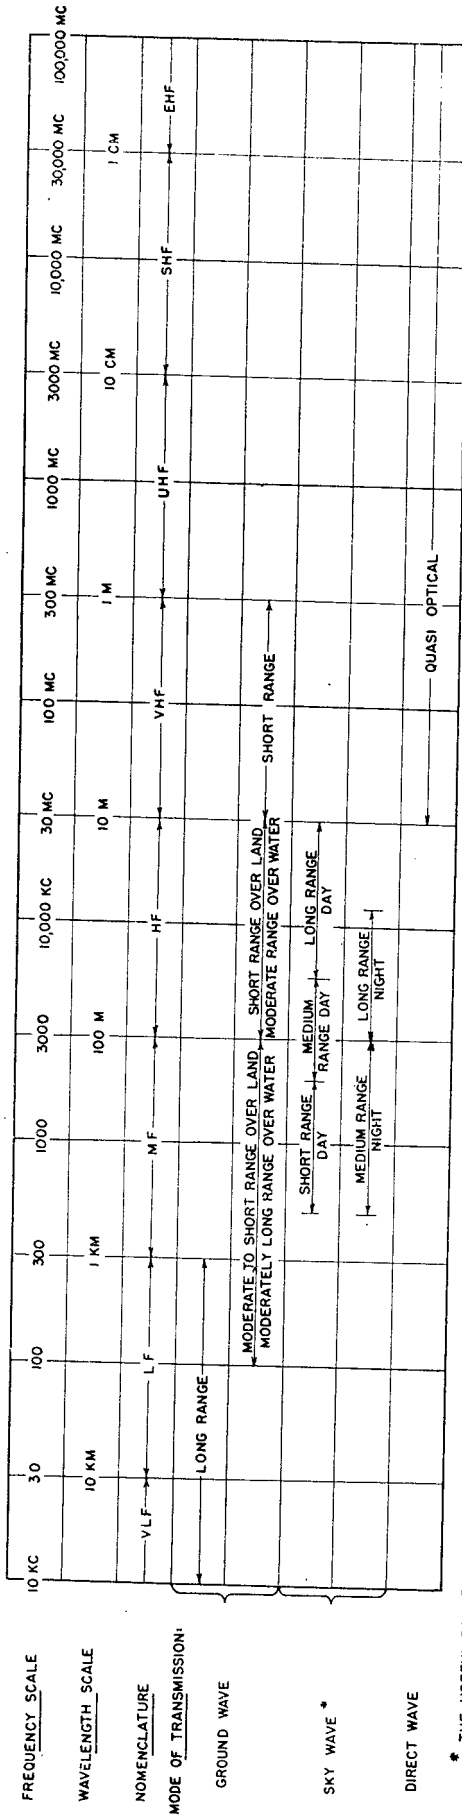 FREQUENCY SCALE
10 KC 30 100 300 1000 3000 10,000 KC 30 MC 100 MC 300 MC 1000 MC 3000 MC 10,000 MC 30,000 MC 100,000 MC
WAVELENGTH SCALE
10 KM 1 KM 100 M 10 M 1 M 10 CM 1 CM
NOMENCLATURE
VLF LF MF HF VHF UHF SHF EHF
MODE OF TRANSMISSION:
GROUND WAVE
LONG RANGE
MODERATE TO SHORT RANGE OVER LAND SHORT RANGE OVER LAND
MODERATELY LONG RANGE OVER WATER MODERATE RANGE OVER WATER
SHORT RANGE
SKY WAVE *
SHORT RANGE MEDIUM LONG RANGE
DAY RANGE DAY DAY
MEDIUM RANGE LONG RANGE
NIGHT NIGHT
DIRECT WAVE
QUASI OPTICAL
* THE